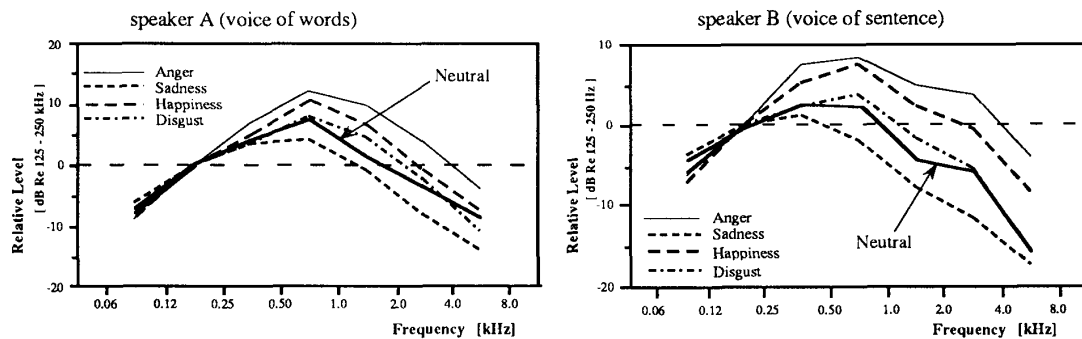 speaker A (voice of words)
20
10
0
-10
-20
Relative Level
[ dB Re 125 - 250 kHz ]
Anger
Sadness
Happiness
Disgust
Neutral
0.06 0.12 0.25 0.50 1.0 2.0 4.0 8.0
Frequency [kHz]
speaker B (voice of sentence)
10
0
-10
-20
Relative Level
[ dB Re 125 - 250 Hz ]
Anger
Sadness
Happiness
Disgust
Neutral
0.06 0.12 0.25 0.50 1.0 2.0 4.0 8.0
Frequency [kHz]